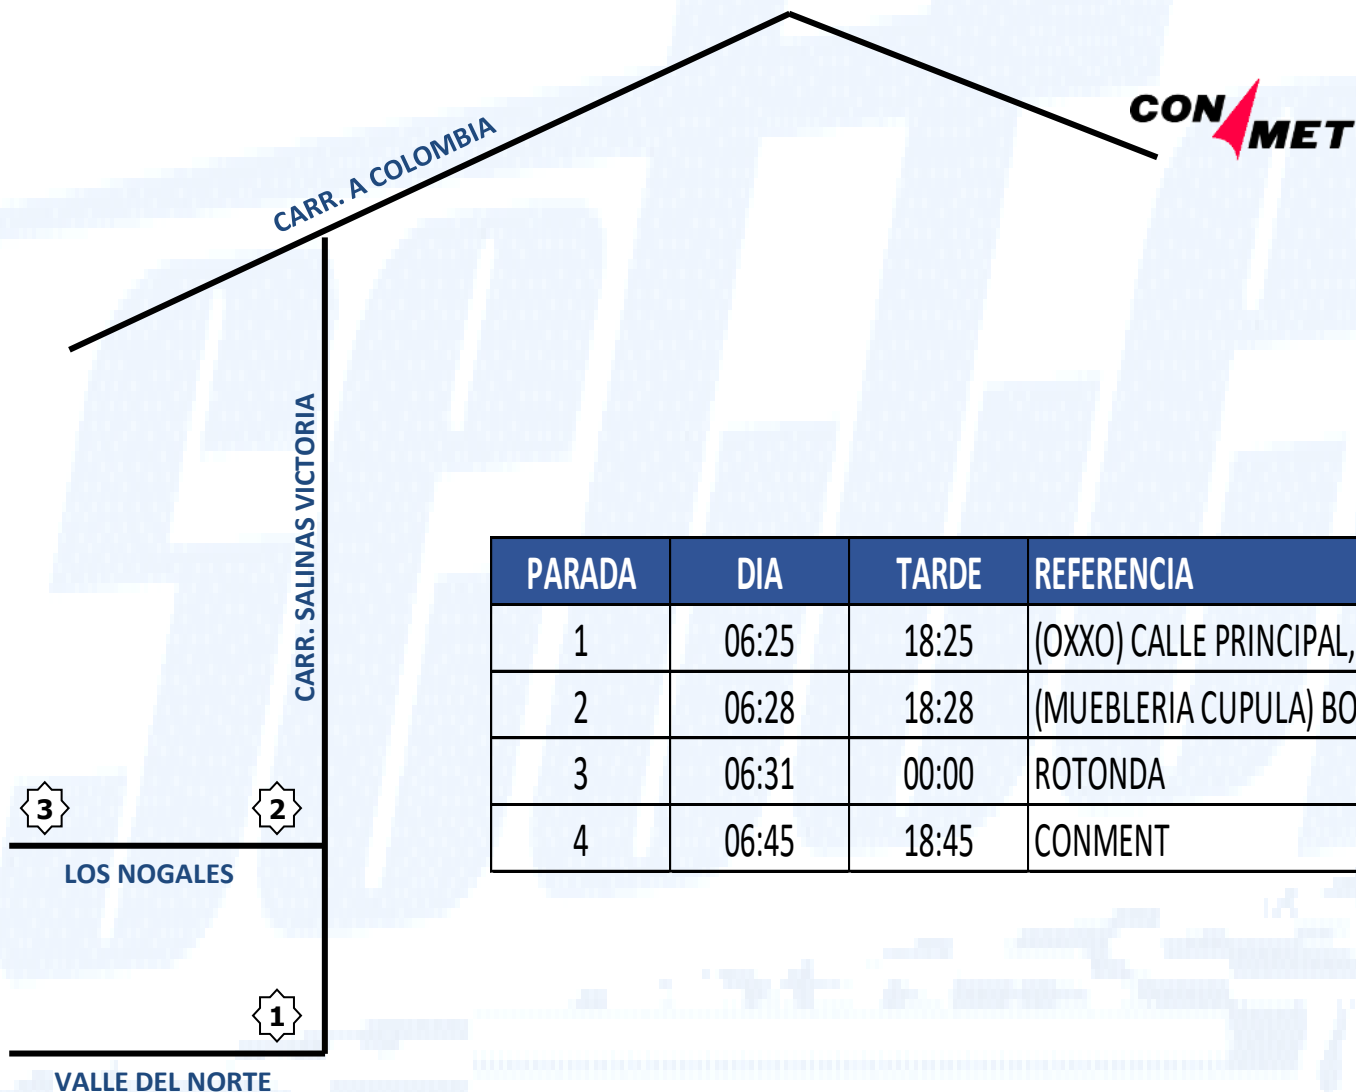 CON MET
CARR. A COLOMBIA
CARR. SALINAS VICTORIA
PARADA DIA TARDE REFERENCIA
1 06:25 18:25 (OXXO) CALLE PRINCIPAL,
2 06:28 18:28 (MUEBLERIA CUPULA) BO
3 06:31 00:00 ROTONDA
4 06:45 18:45 CONMENT
3
2
LOS NOGALES
1
VALLE DEL NORTE